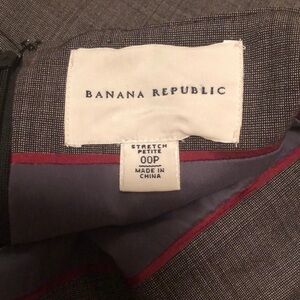 BANANA REPUBLIC
STRETCH
PETITE
00P
MADE IN
CHINA